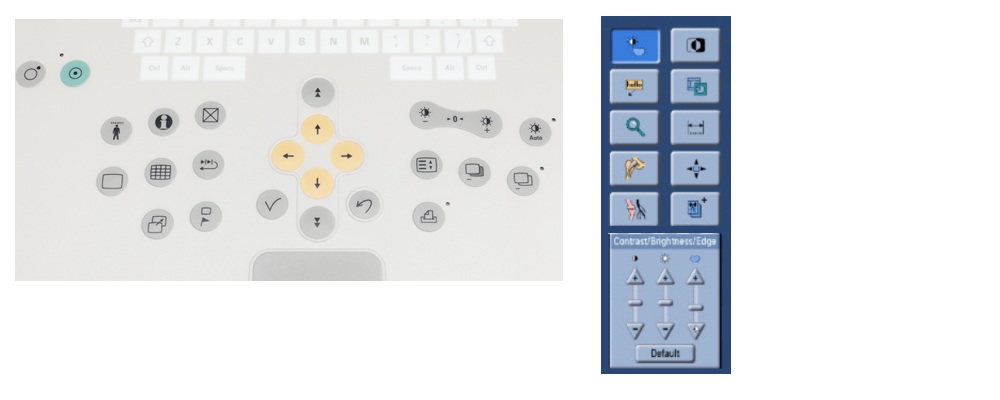 Z X C V B N M
Ctrl Alt Space Space Alt Ctrl
- 0 +
Auto
Contrast/Brightness/Edge
Default